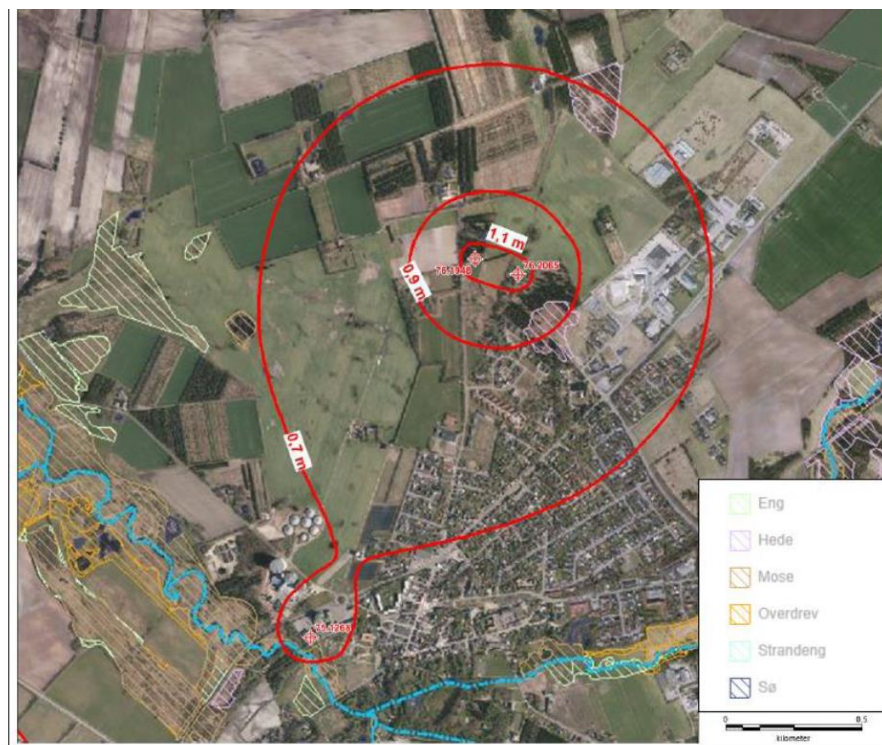 1,1 m
76.1948
76.2065
0,9 m
0,7 m
75.1268
Eng
Hede
Mose
Overdrev
Strandeng
Sø
0
0,5
kilometer